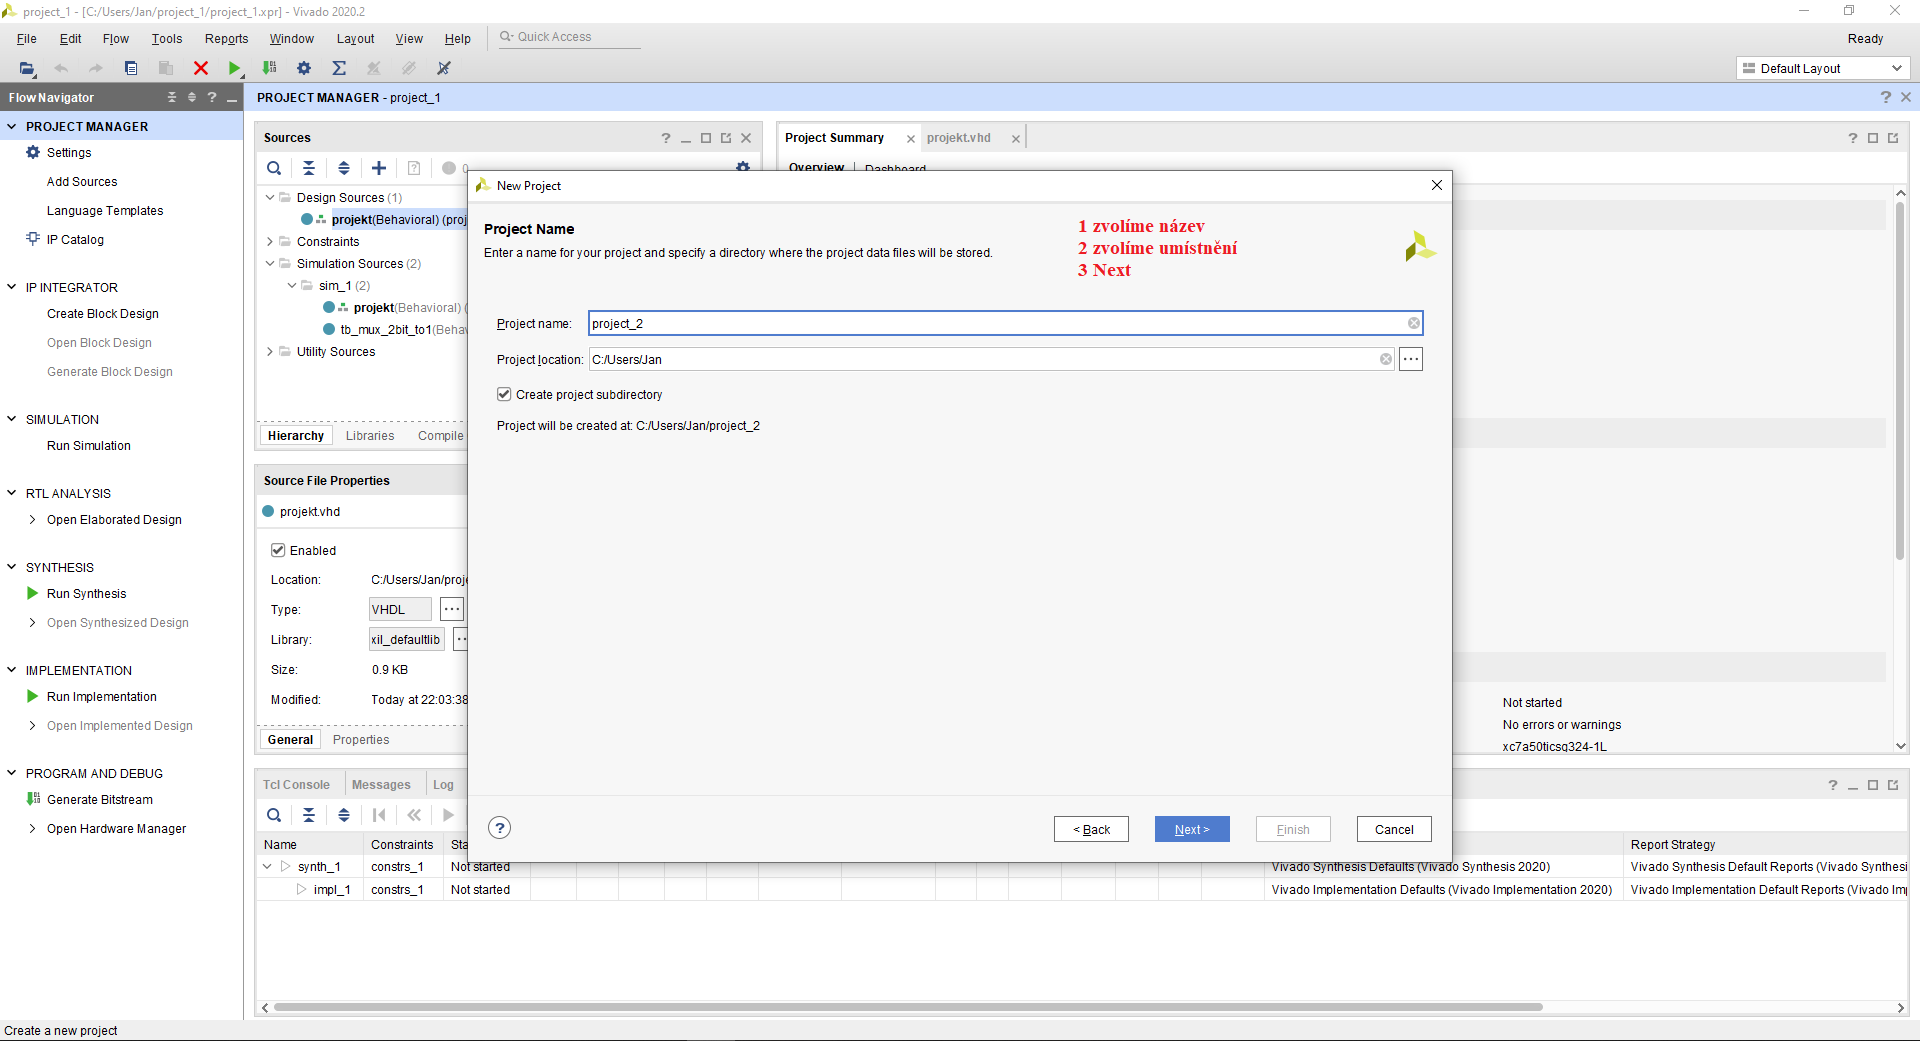 project_1 - [C:/Users/Jan/project_1/project_1.xpr] - Vivado 2020.2
File Edit Flow Tools Reports Window Layout View Help Quick Access Ready
Default Layout
Flow Navigator
PROJECT MANAGER - project_1
PROJECT MANAGER
Settings
Add Sources
Language Templates
IP Catalog
IP INTEGRATOR
Create Block Design
Open Block Design
Generate Block Design
SIMULATION
Run Simulation
RTL ANALYSIS
Open Elaborated Design
SYNTHESIS
Run Synthesis
Open Synthesized Design
IMPLEMENTATION
Run Implementation
Open Implemented Design
PROGRAM AND DEBUG
Generate Bitstream
Open Hardware Manager
Sources
0
Design Sources (1)
projekt(Behavioral) (proj
Constraints
Simulation Sources (2)
sim_1 (2)
projekt(Behavioral) (
tb_mux_2bit_to1(Beha
Utility Sources
Hierarchy Libraries Compile
Source File Properties
projekt.vhd
Enabled
Location: C:/Users/Jan/proj
Type: VHDL
Library: xil_defaultlib
Size: 0.9 KB
Modified: Today at 22:03:38
General Properties
Project Summary projekt.vhd
Overview Dashboard
New Project
Project Name
Enter a name for your project and specify a directory where the project data files will be stored.
1 zvolíme název
2 zvolíme umístnění
3 Next
Project name: project_2
Project location: C:/Users/Jan
Create project subdirectory
Project will be created at: C:/Users/Jan/project_2
< Back Next > Finish Cancel
Not started
No errors or warnings
xc7a50ticsg324-1L
Tcl Console Messages Log
Name Constraints Sta Report Strategy
synth_1 constrs_1 Not started Vivado Synthesis Defaults (Vivado Synthesis 2020) Vivado Synthesis Default Reports (Vivado Synthesi
impl_1 constrs_1 Not started Vivado Implementation Defaults (Vivado Implementation 2020) Vivado Implementation Default Reports (Vivado Im
Create a new project